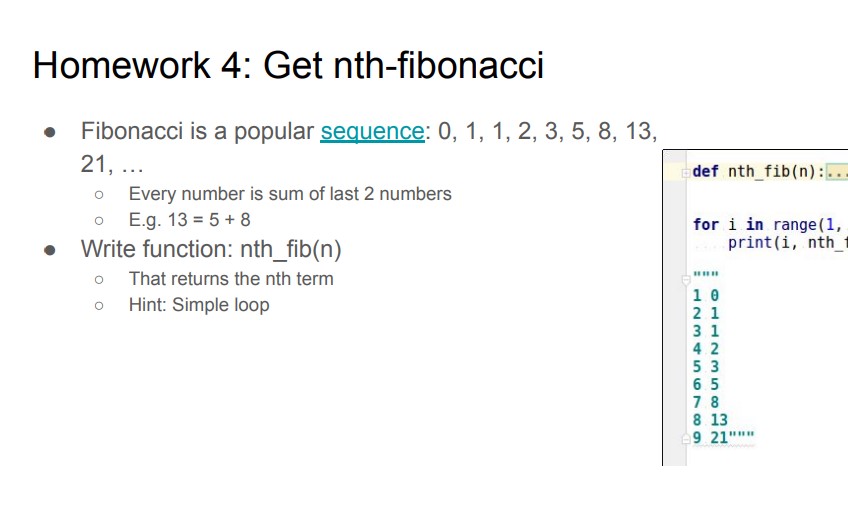 Homework 4: Get nth-fibonacci
● Fibonacci is a popular sequence: 0, 1, 1, 2, 3, 5, 8, 13,
21, …
○ Every number is sum of last 2 numbers
○ E.g. 13 = 5 + 8
● Write function: nth_fib(n)
○ That returns the nth term
○ Hint: Simple loop
def nth_fib(n):...
for i in range(1,
print(i, nth_f
"""
1 0
2 1
3 1
4 2
5 3
6 5
7 8
8 13
9 21"""